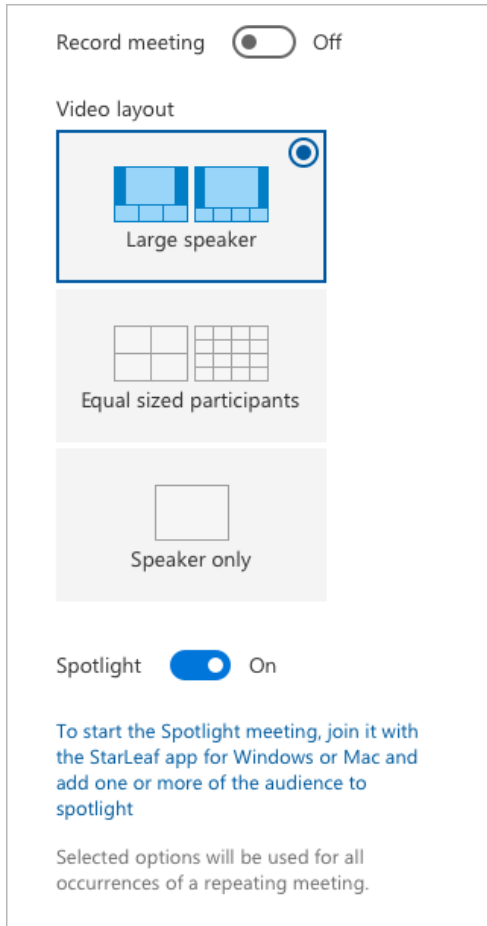 Record meeting Off
Video layout
Large speaker
Equal sized participants
Speaker only
Spotlight On
To start the Spotlight meeting, join it with
the StarLeaf app for Windows or Mac and
add one or more of the audience to
spotlight
Selected options will be used for all
occurrences of a repeating meeting.